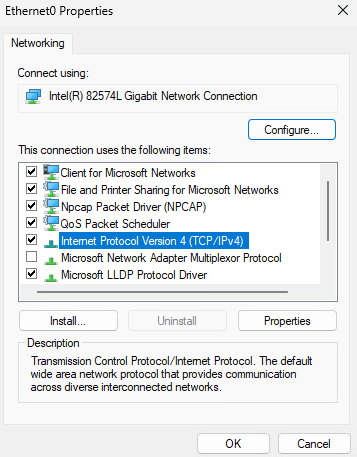 Ethernet0 Properties
Networking
Connect using:
Intel(R) 82574L Gigabit Network Connection
Configure...
This connection uses the following items:
Client for Microsoft Networks
File and Printer Sharing for Microsoft Networks
Npcap Packet Driver (NPCAP)
QoS Packet Scheduler
Internet Protocol Version 4 (TCP/IPv4)
Microsoft Network Adapter Multiplexor Protocol
Microsoft LLDP Protocol Driver
Install...
Uninstall
Properties
Description
Transmission Control Protocol/Internet Protocol. The default
wide area network protocol that provides communication
across diverse interconnected networks.
OK
Cancel